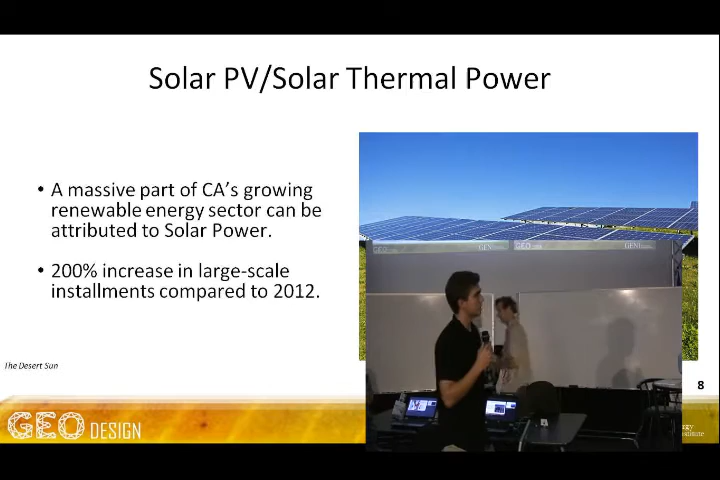 Solar PV/Solar Thermal Power
• A massive part of CA's growing
renewable energy sector can be
attributed to Solar Power.
• 200% increase in large-scale
installments compared to 2012.
The Desert Sun
8
GEO DESIGN